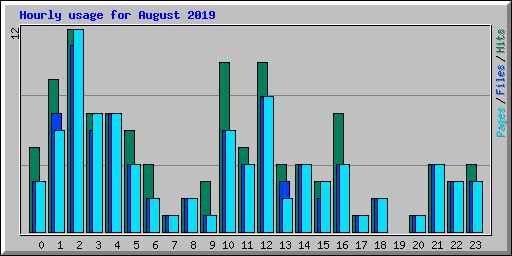 Hourly usage for August 2019
12
Pages / Files / Hits
0 1 2 3 4 5 6 7 8 9 10 11 12 13 14 15 16 17 18 19 20 21 22 23